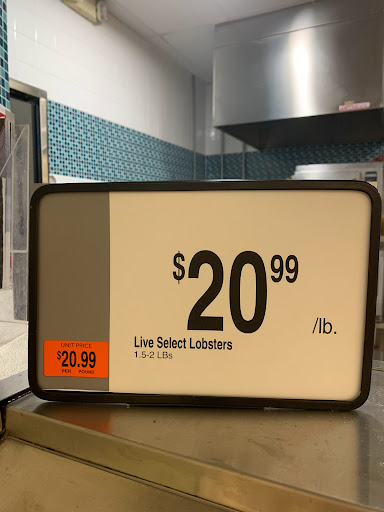 $20.99
/lb.
Live Select Lobsters
1.5-2 LBs
UNIT PRICE
$20.99
PER POUND